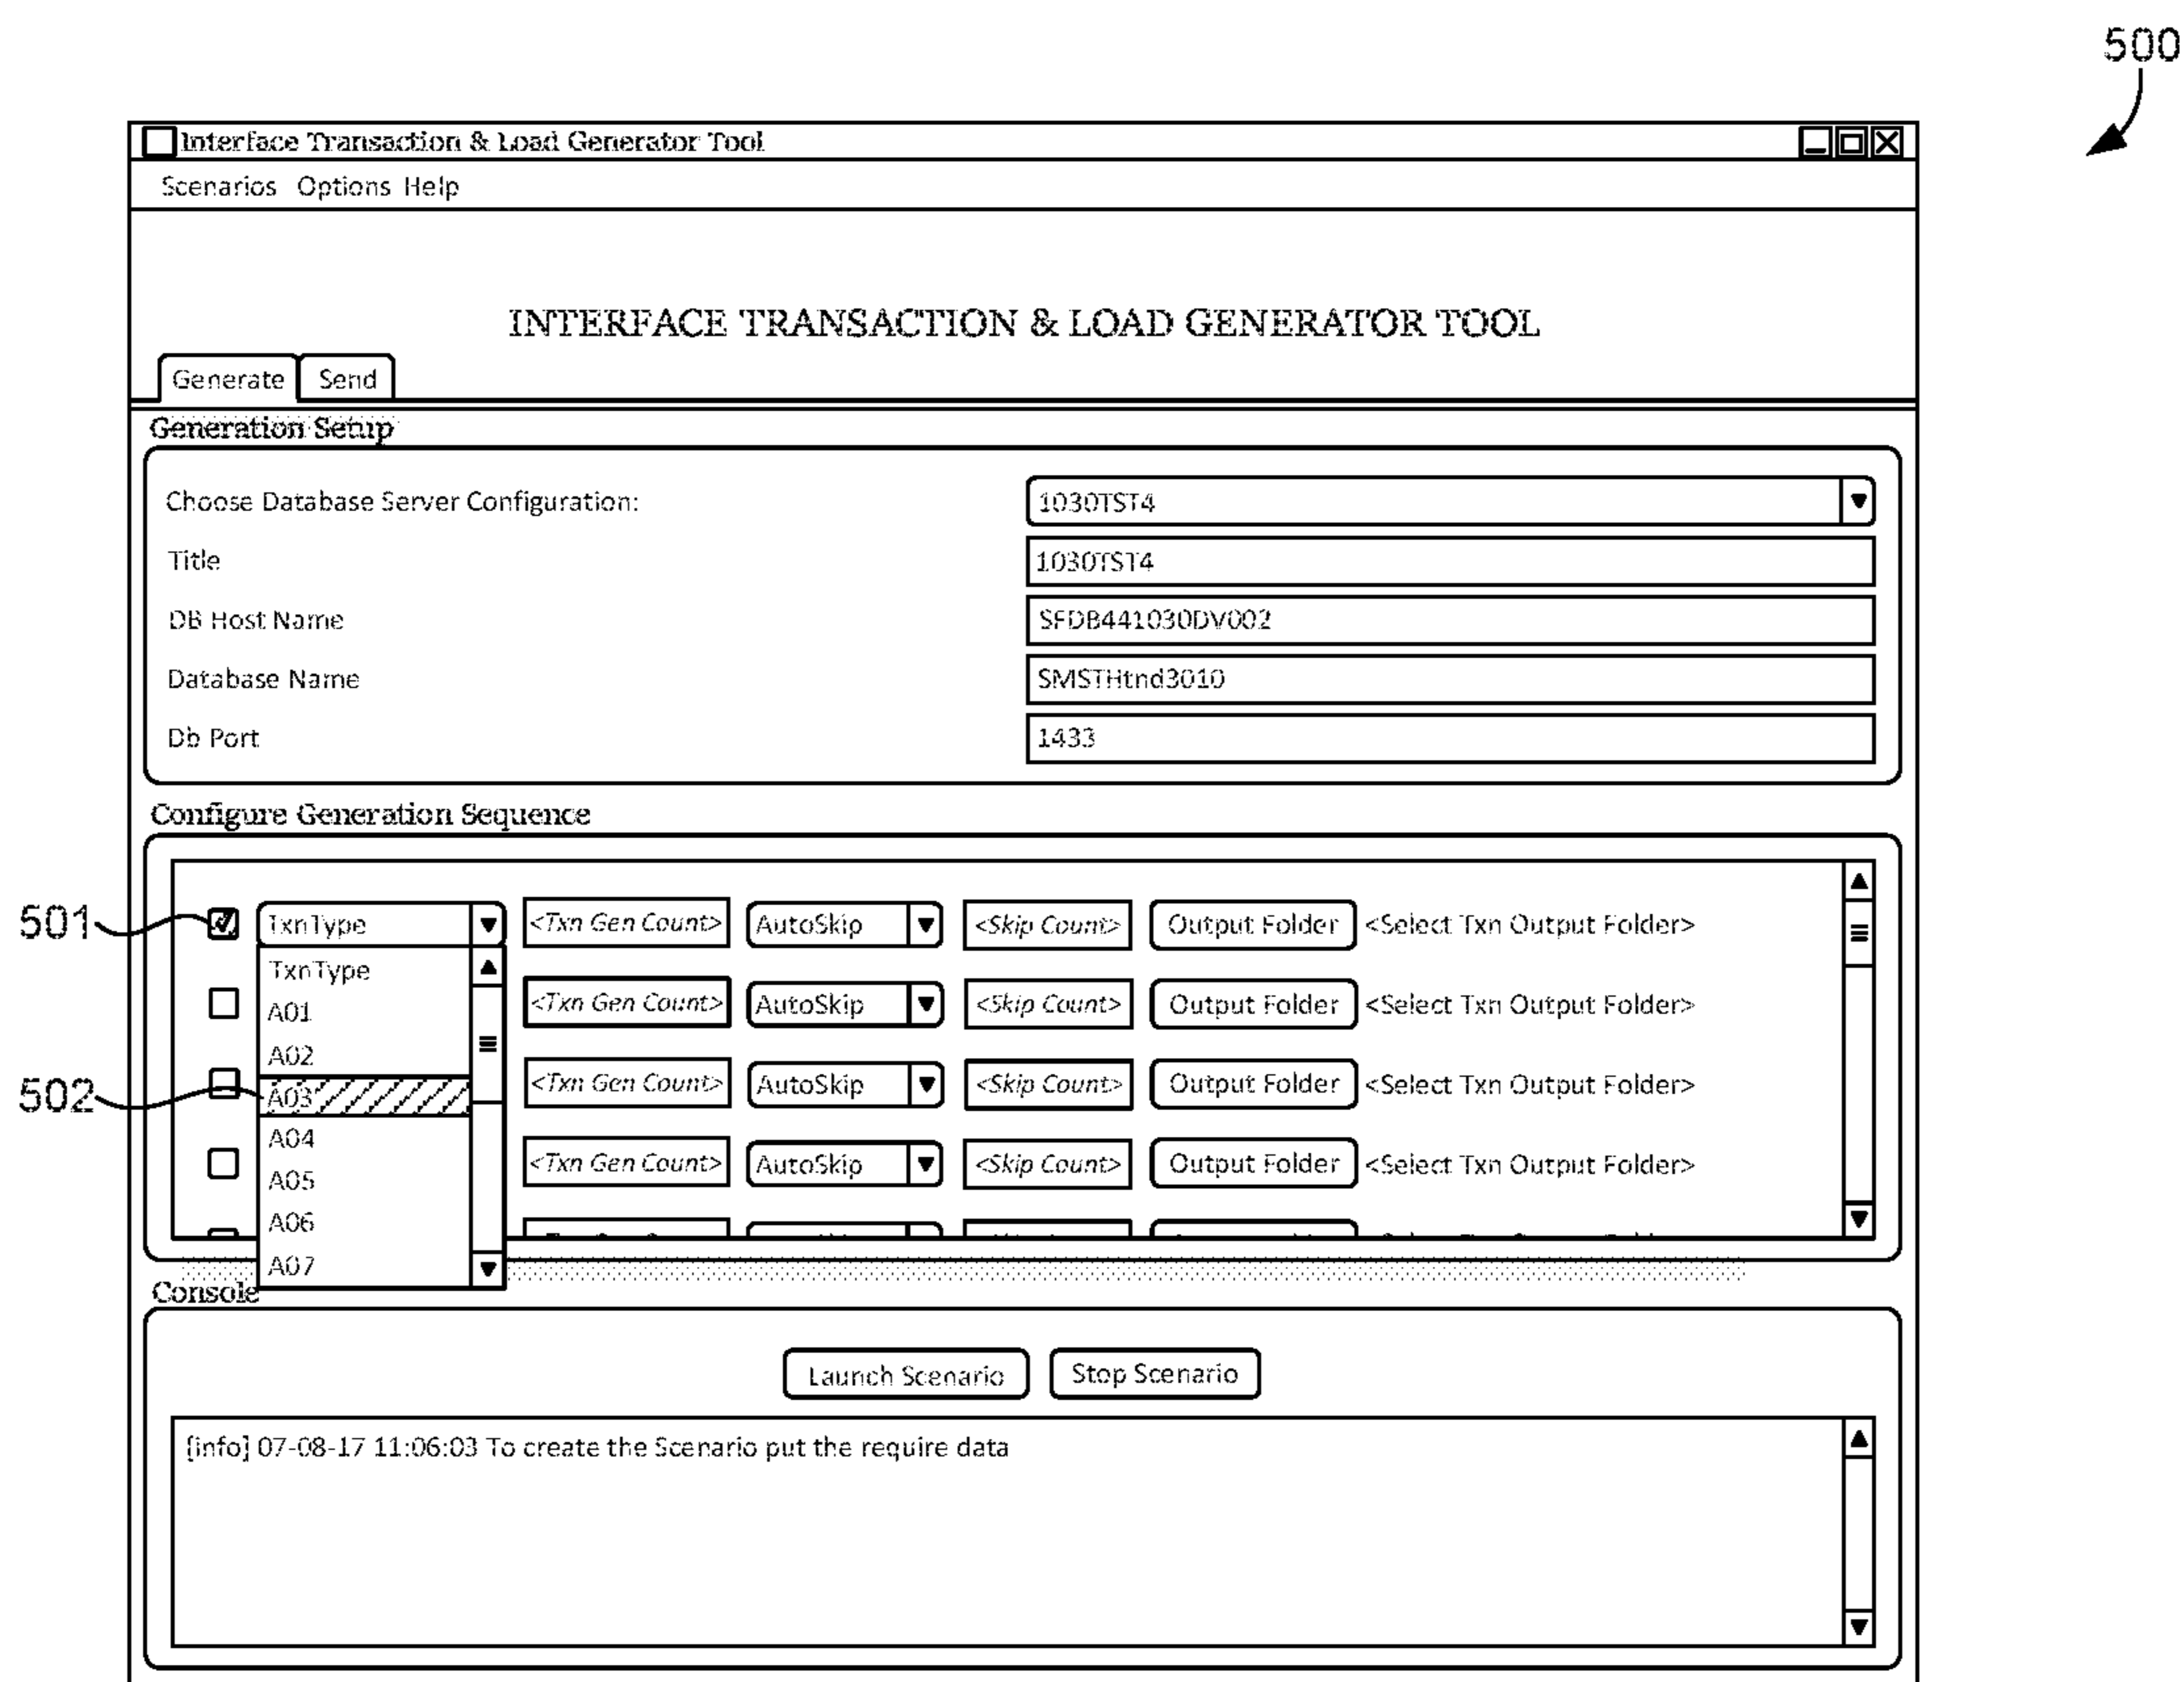 500
Interface Transaction & Load Generator Tool
Scenarios Options Help
INTERFACE TRANSACTION & LOAD GENERATOR TOOL
Generate Send
Generation Setup
Choose Database Server Configuration: 1030TST4
Title 1030TST4
DB Host Name SFDB441030DV002
Database Name SMSTHtnd3010
Db Port 1433
Configure Generation Sequence
501 TxnType <Txn Gen Count> AutoSkip <Skip Count> Output Folder <Select Txn Output Folder>
TxnType
A01 <Txn Gen Count> AutoSkip <Skip Count> Output Folder <Select Txn Output Folder>
A02
502 A03 <Txn Gen Count> AutoSkip <Skip Count> Output Folder <Select Txn Output Folder>
A04
A05 <Txn Gen Count> AutoSkip <Skip Count> Output Folder <Select Txn Output Folder>
A06
A07
Console
Launch Scenario Stop Scenario
[info] 07-08-17 11:06:03 To create the Scenario put the require data